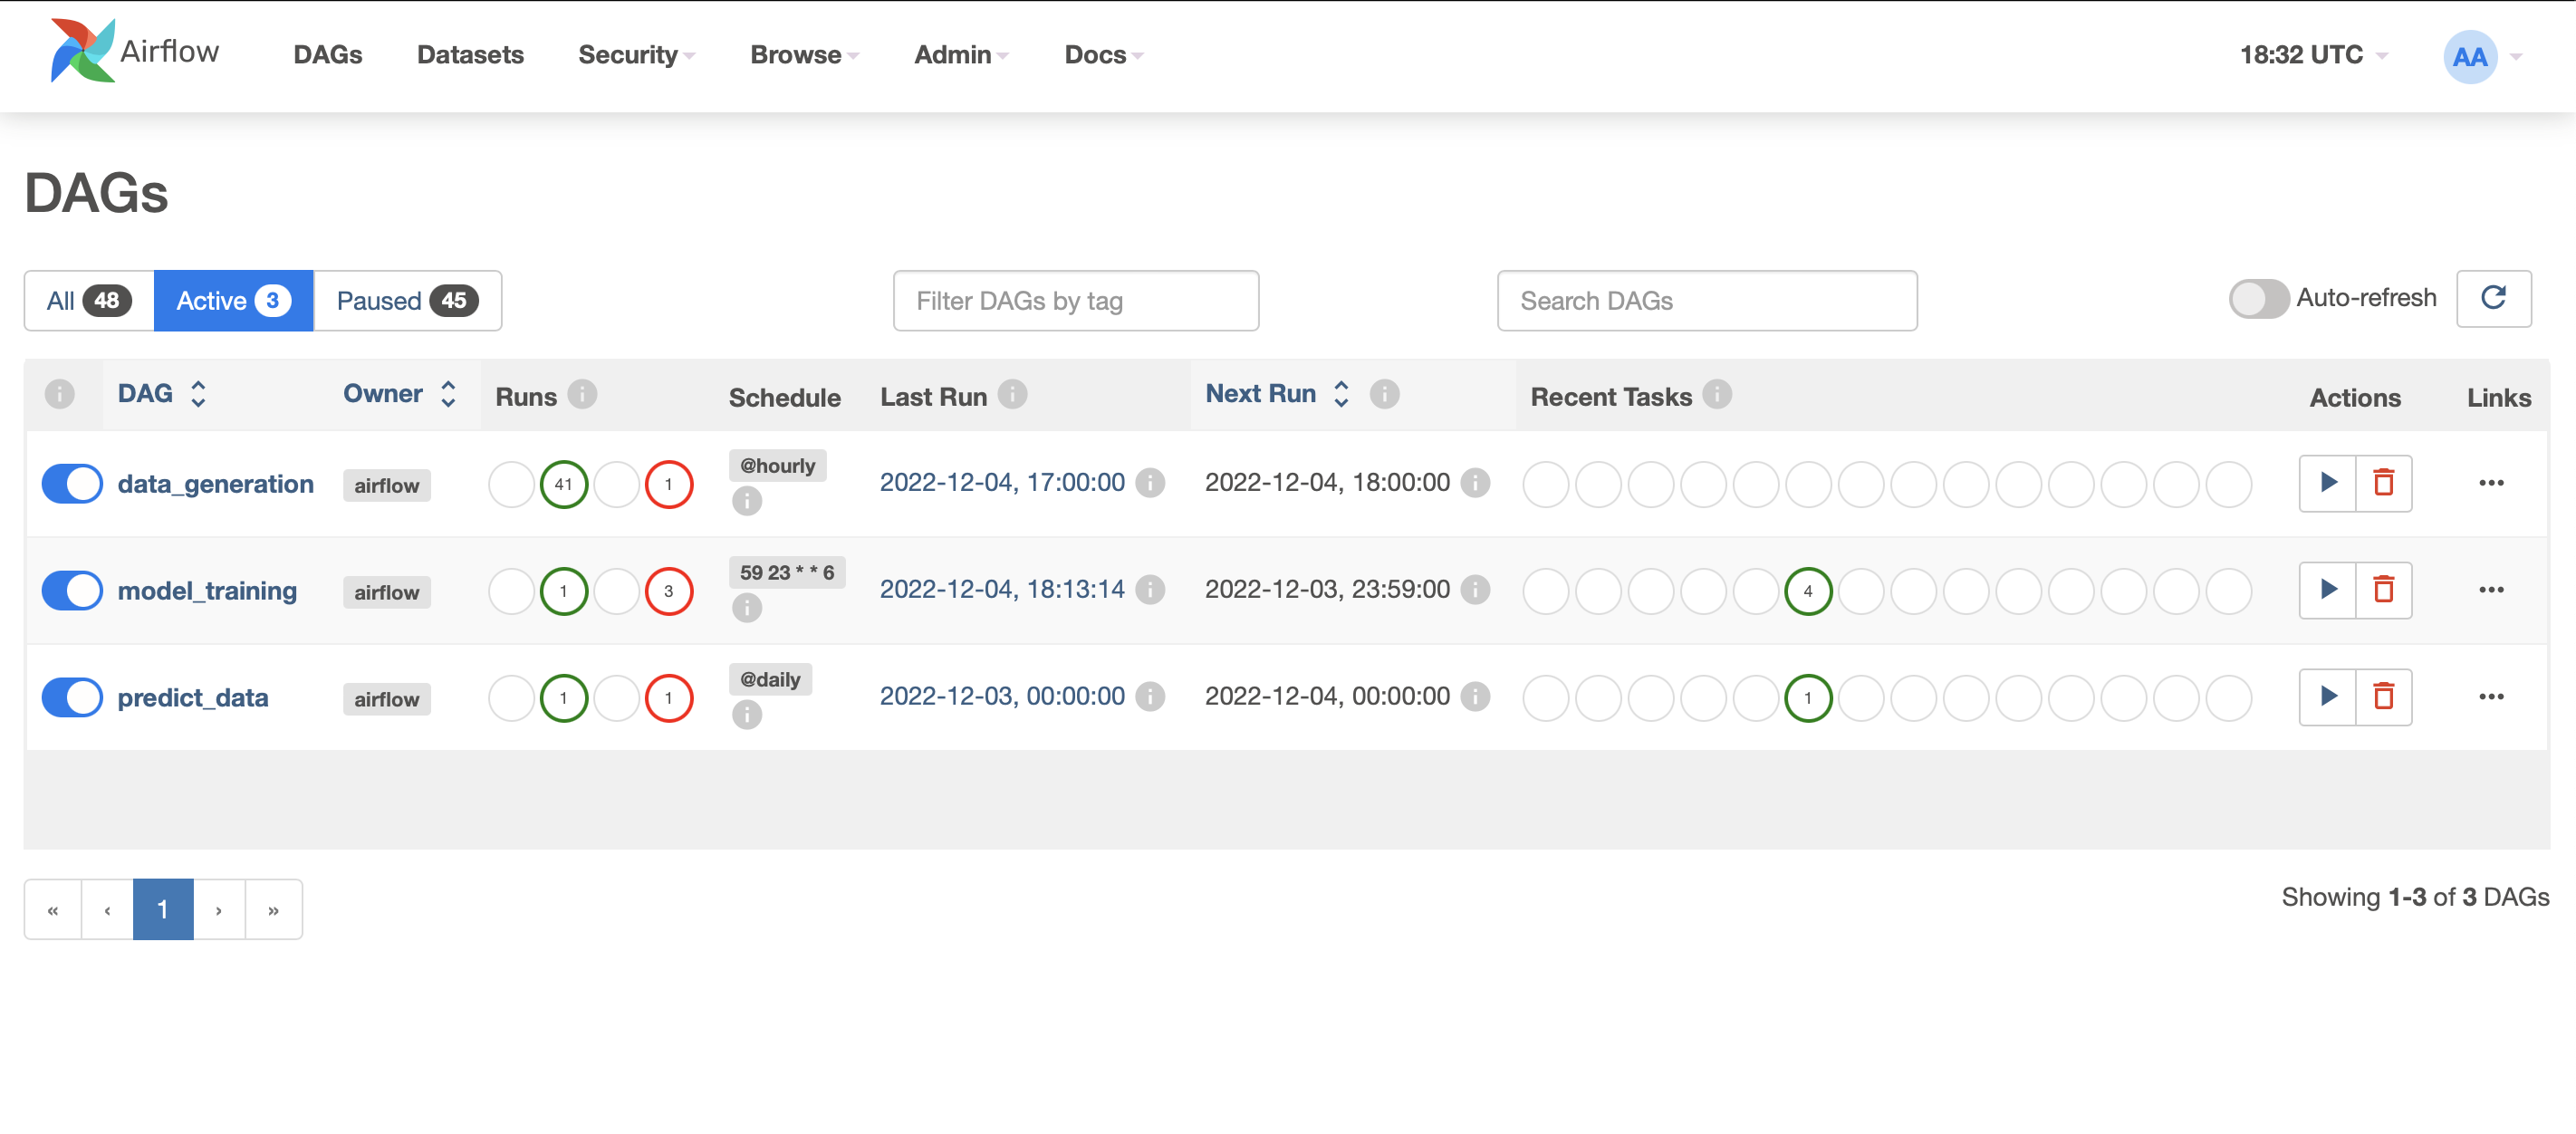 Airflow DAGs Datasets Security Browse Admin Docs 18:32 UTC AA
DAGs
All 48 Active 3 Paused 45 Filter DAGs by tag Search DAGs Auto-refresh
i DAG Owner Runs i Schedule Last Run i Next Run i Recent Tasks i Actions Links
data_generation airflow 41 1 @hourly i 2022-12-04, 17:00:00 i 2022-12-04, 18:00:00 i
model_training airflow 1 3 59 23 * * 6 i 2022-12-04, 18:13:14 i 2022-12-03, 23:59:00 i 4
predict_data airflow 1 1 @daily i 2022-12-03, 00:00:00 i 2022-12-04, 00:00:00 i 1
« ‹ 1 › » Showing 1-3 of 3 DAGs